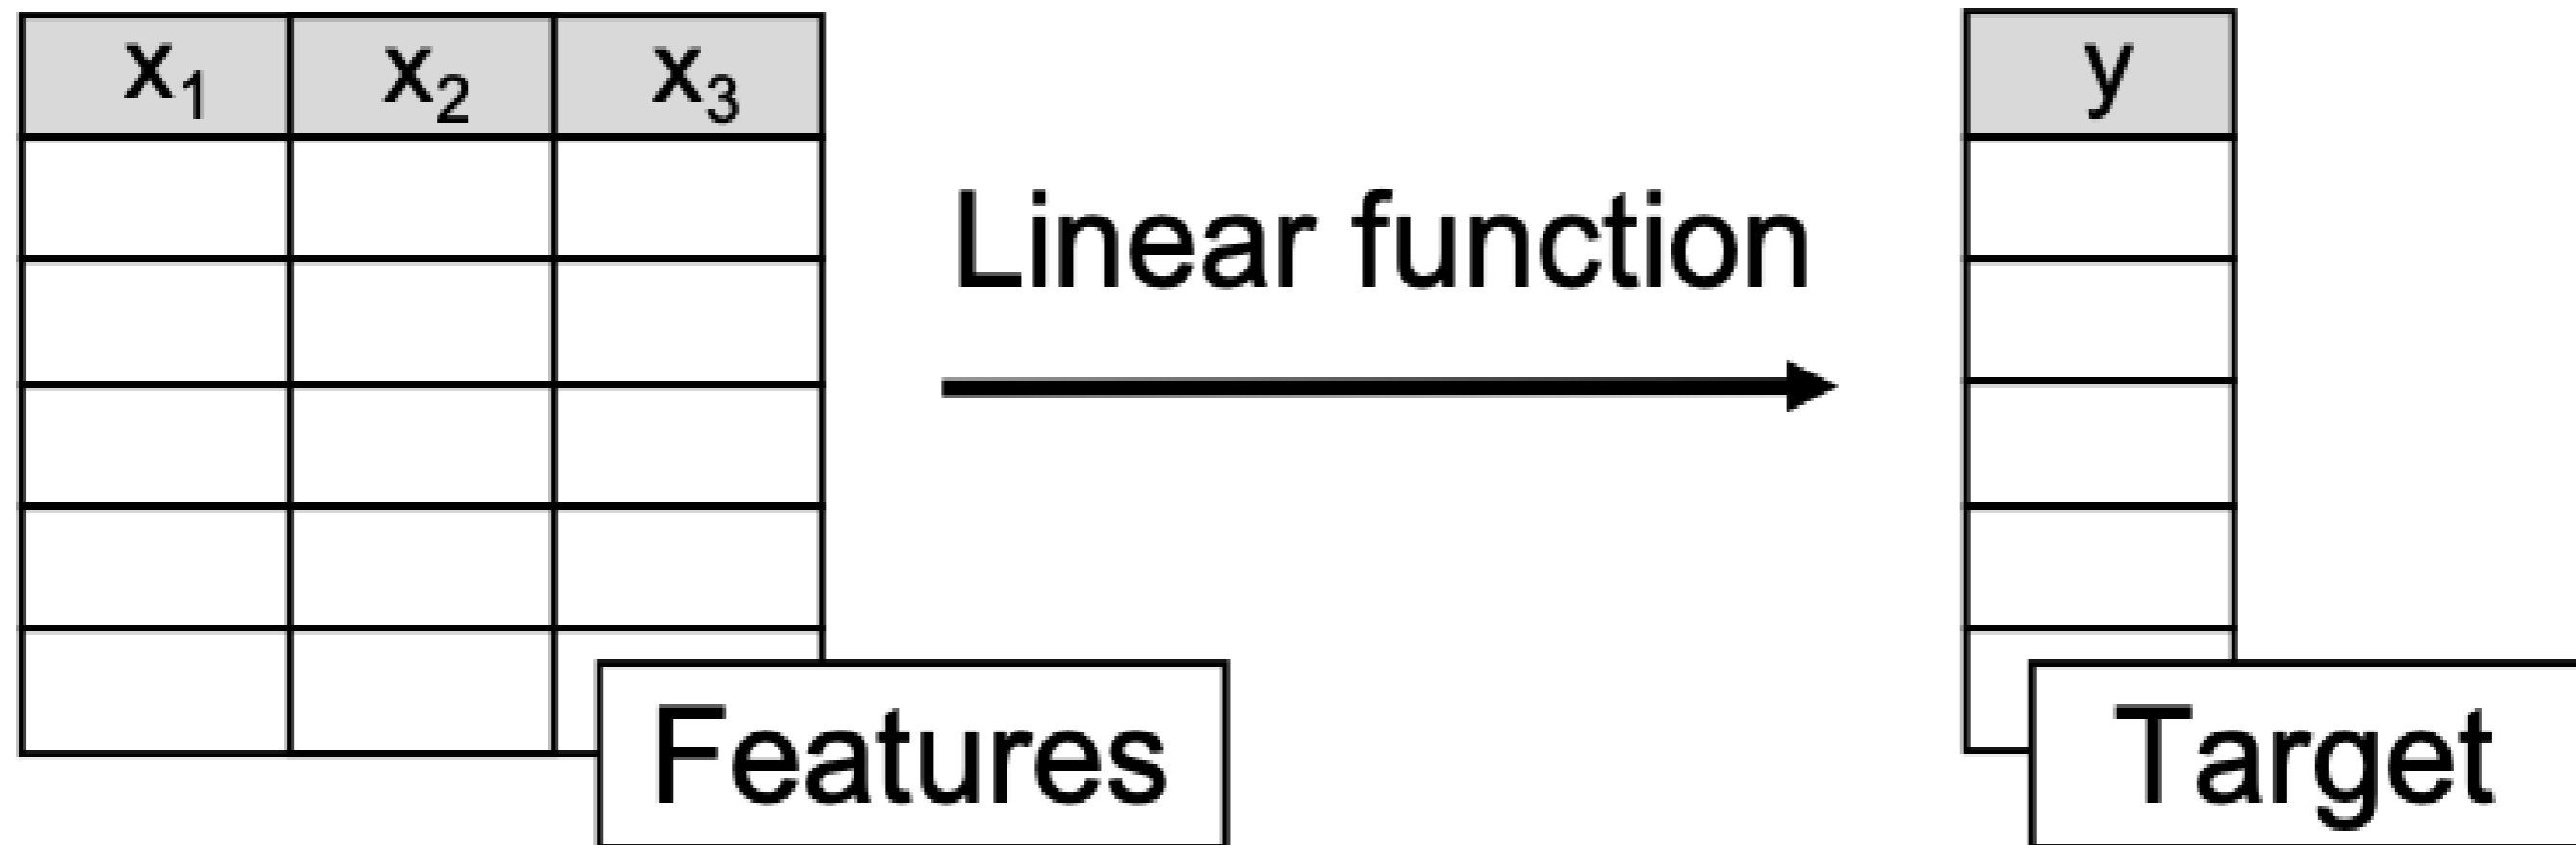 x₁ x₂ x₃
y
Linear function
Features
Target